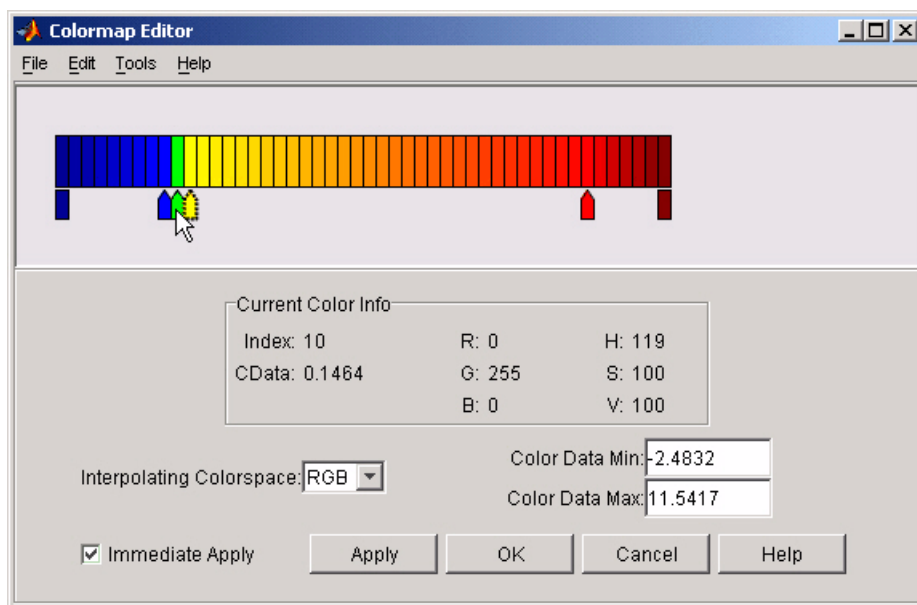 Colormap Editor
File Edit Tools Help
Current Color Info
Index: 10 R: 0 H: 119
CData: 0.1464 G: 255 S: 100
B: 0 V: 100
Interpolating Colorspace: RGB
Color Data Min: -2.4832
Color Data Max: 11.5417
Immediate Apply Apply OK Cancel Help